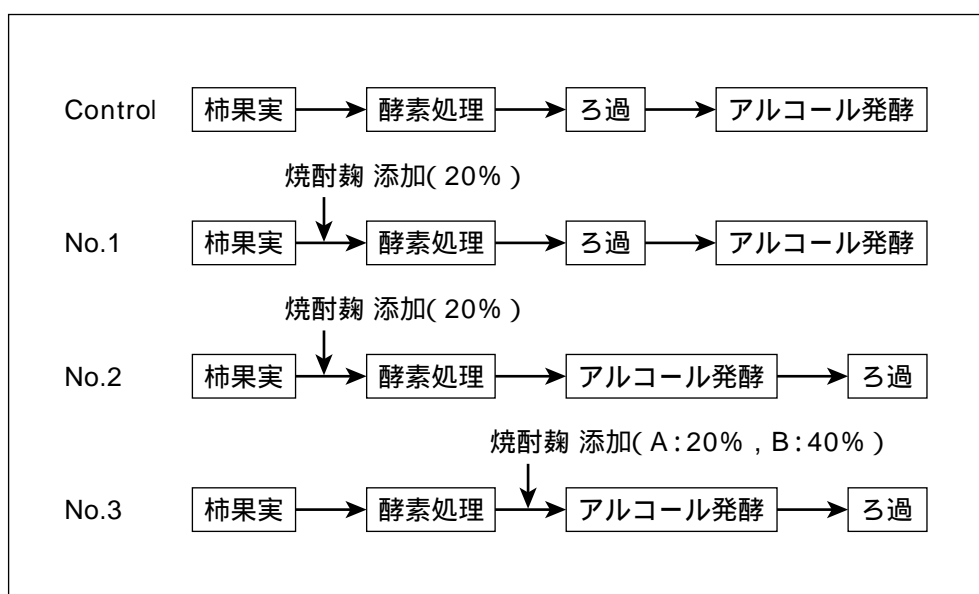 Control 柿果実 酵素処理 ろ過 アルコール発酵
焼酎麹 添加( 20% )
No.1 柿果実 酵素処理 ろ過 アルコール発酵
焼酎麹 添加( 20% )
No.2 柿果実 酵素処理 アルコール発酵 ろ過
焼酎麹 添加( A:20% , B:40% )
No.3 柿果実 酵素処理 アルコール発酵 ろ過